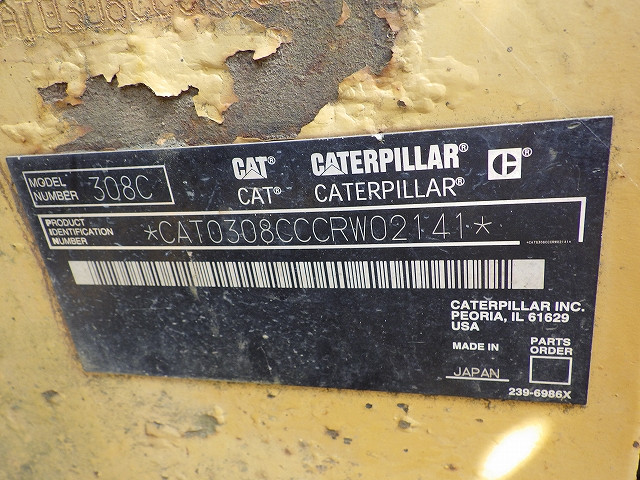 MODEL NUMBER 308C
CAT® CATERPILLAR® C®
CAT® CATERPILLAR®
PRODUCT IDENTIFICATION NUMBER *CAT0308CCCRW02141*
*CAT0308CCCRW02141*
CATERPILLAR INC.
PEORIA, IL 61629
USA
MADE IN
JAPAN
PARTS ORDER
239-6986X